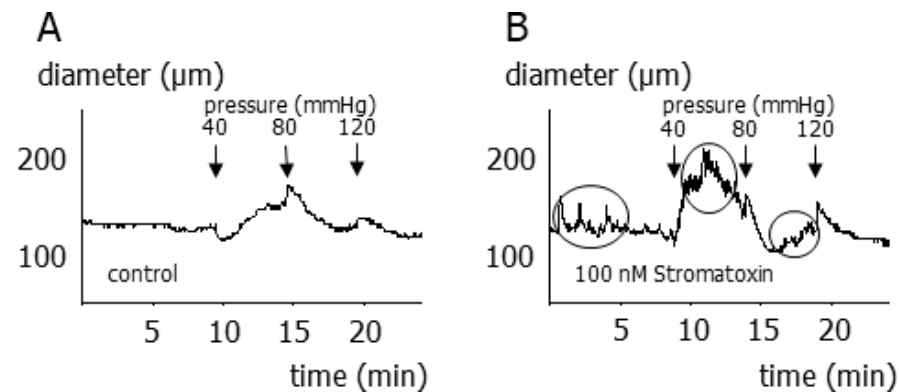 A
diameter (µm)
pressure (mmHg)
40 80 120
200
100
control
5 10 15 20
time (min)
B
diameter (µm)
pressure (mmHg)
40 80 120
200
100
100 nM Stromatoxin
5 10 15 20
time (min)